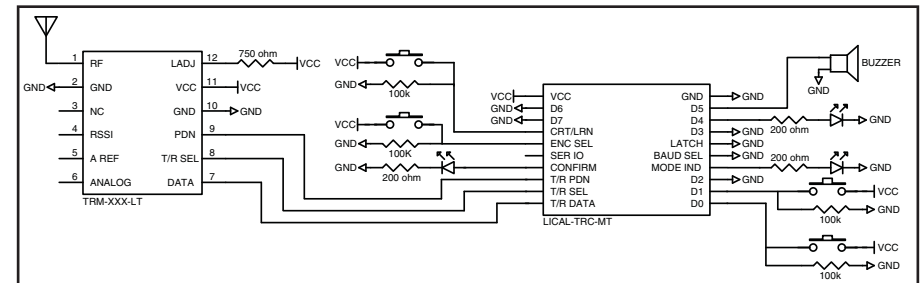 1 RF
GND 2 GND
3 NC
4 RSSI
5 A REF
6 ANALOG
LADJ 12 750 ohm VCC
VCC 11 VCC
GND 10 GND
PDN 9
T/R SEL 8
DATA 7
TRM-XXX-LT
VCC
GND
100k
VCC
GND
100K
GND
200 ohm
VCC VCC
GND D6
GND D7
CRT/LRN
ENC SEL
SER IO
CONFIRM
T/R PDN
T/R SEL
T/R DATA
GND GND
D5
D4
D3 GND
LATCH GND
BAUD SEL GND
MODE IND
D2 GND
D1
D0
LICAL-TRC-MT
BUZZER
GND
200 ohm GND
200 ohm GND
VCC
GND
100k
VCC
GND
100k